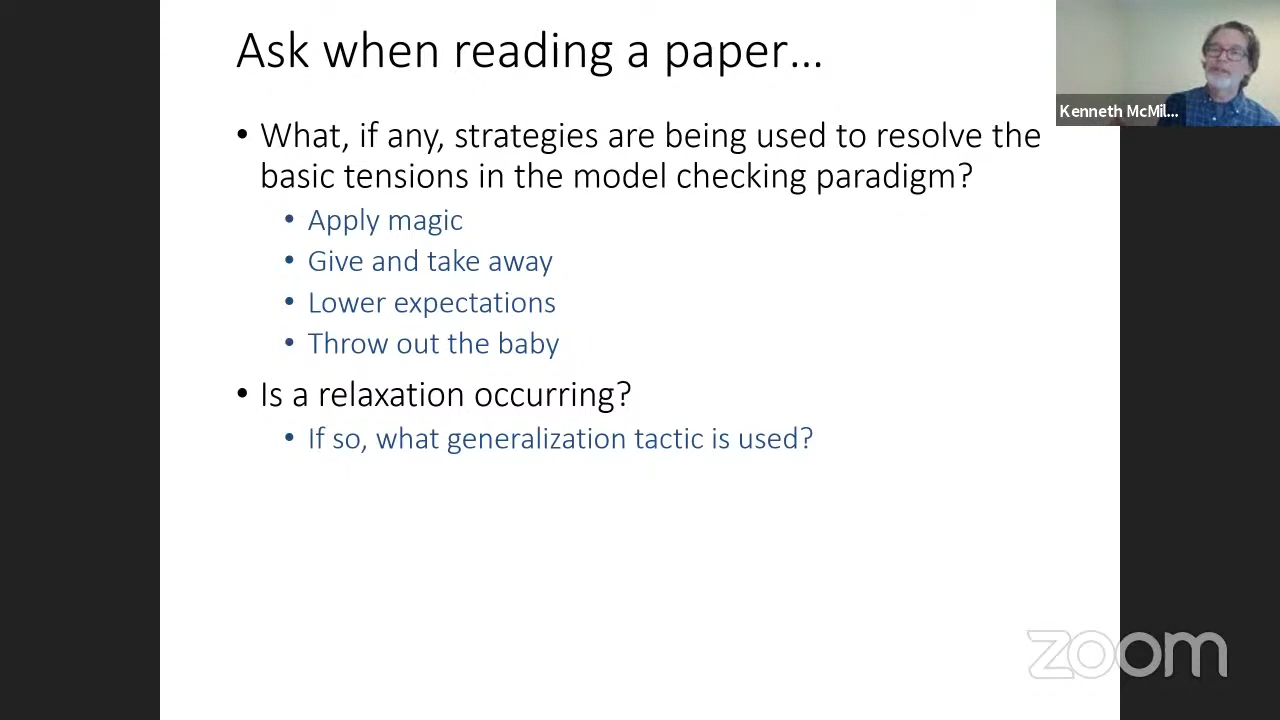 Ask when reading a paper…
Kenneth McMil...
• What, if any, strategies are being used to resolve the
basic tensions in the model checking paradigm?
• Apply magic
• Give and take away
• Lower expectations
• Throw out the baby
• Is a relaxation occurring?
• If so, what generalization tactic is used?
zoom